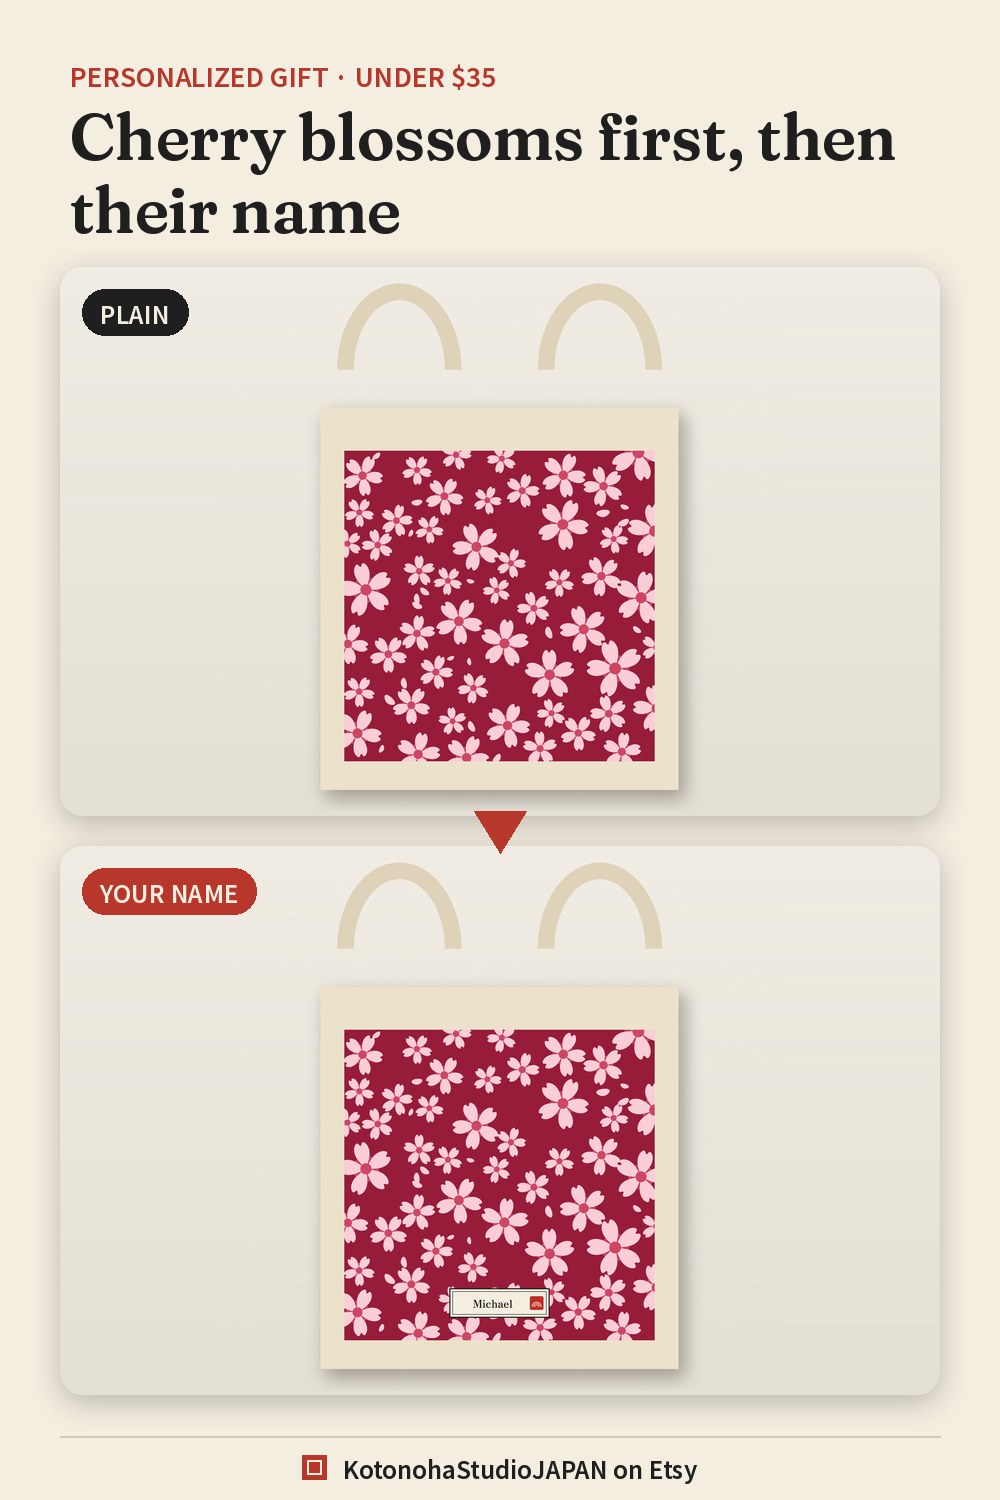 PERSONALIZED GIFT · UNDER $35
Cherry blossoms first, then
their name
PLAIN
YOUR NAME
Michael
KotonohaStudioJAPAN on Etsy